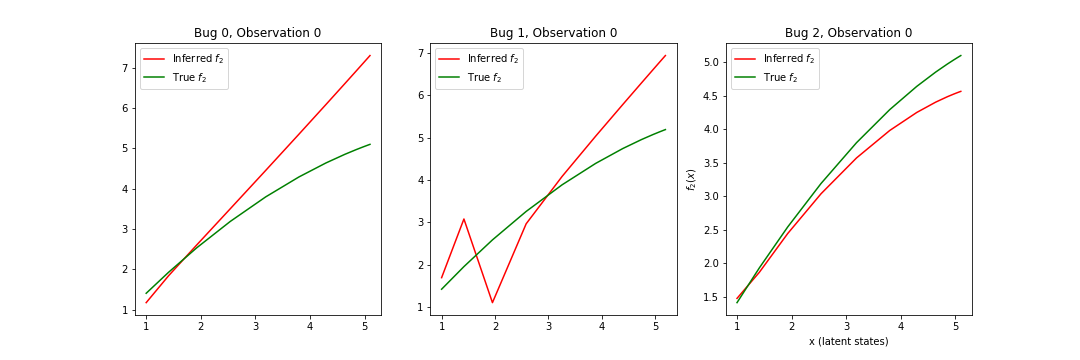 Bug 0, Observation 0
Inferred f₂
True f₂
7
6
5
4
3
2
1
1 2 3 4 5
Bug 1, Observation 0
Inferred f₂
True f₂
7
6
5
4
3
2
1
1 2 3 4 5
Bug 2, Observation 0
Inferred f₂
True f₂
f₂(x)
5.0
4.5
4.0
3.5
3.0
2.5
2.0
1.5
1 2 3 4 5
x (latent states)